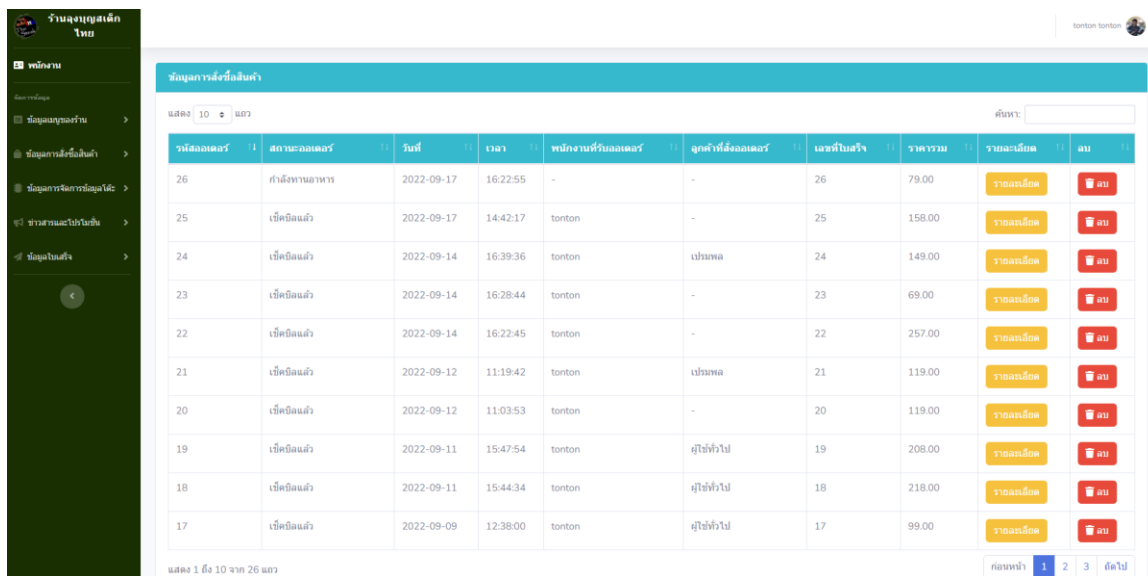 ร้านลุงบุญสเต็ก
ไทย
tonton tonton
พนักงาน
จัดการข้อมูล
ข้อมูลเมนูของร้าน
ข้อมูลการสั่งซื้อสินค้า
ข้อมูลการจัดการข้อมูลโต๊ะ
ข่าวสารและโปรโมชั่น
ข้อมูลใบเสร็จ
ข้อมูลการสั่งซื้อสินค้า
แสดง 10 แถว
ค้นหา:
รหัสออเดอร์ สถานะออเดอร์ วันที่ เวลา พนักงานที่รับออเดอร์ ลูกค้าที่สั่งออเดอร์ เลขที่ใบเสร็จ ราคารวม รายละเอียด ลบ
26 กำลังทานอาหาร 2022-09-17 16:22:55 - - 26 79.00 รายละเอียด ลบ
25 เช็คบิลแล้ว 2022-09-17 14:42:17 tonton - 25 158.00 รายละเอียด ลบ
24 เช็คบิลแล้ว 2022-09-14 16:39:36 tonton เปรมพล 24 149.00 รายละเอียด ลบ
23 เช็คบิลแล้ว 2022-09-14 16:28:44 tonton - 23 69.00 รายละเอียด ลบ
22 เช็คบิลแล้ว 2022-09-14 16:22:45 tonton - 22 257.00 รายละเอียด ลบ
21 เช็คบิลแล้ว 2022-09-12 11:19:42 tonton เปรมพล 21 119.00 รายละเอียด ลบ
20 เช็คบิลแล้ว 2022-09-12 11:03:53 tonton - 20 119.00 รายละเอียด ลบ
19 เช็คบิลแล้ว 2022-09-11 15:47:54 tonton ผู้ใช้ทั่วไป 19 208.00 รายละเอียด ลบ
18 เช็คบิลแล้ว 2022-09-11 15:44:34 tonton ผู้ใช้ทั่วไป 18 218.00 รายละเอียด ลบ
17 เช็คบิลแล้ว 2022-09-09 12:38:00 tonton ผู้ใช้ทั่วไป 17 99.00 รายละเอียด ลบ
แสดง 1 ถึง 10 จาก 26 แถว
ก่อนหน้า 1 2 3 ถัดไป